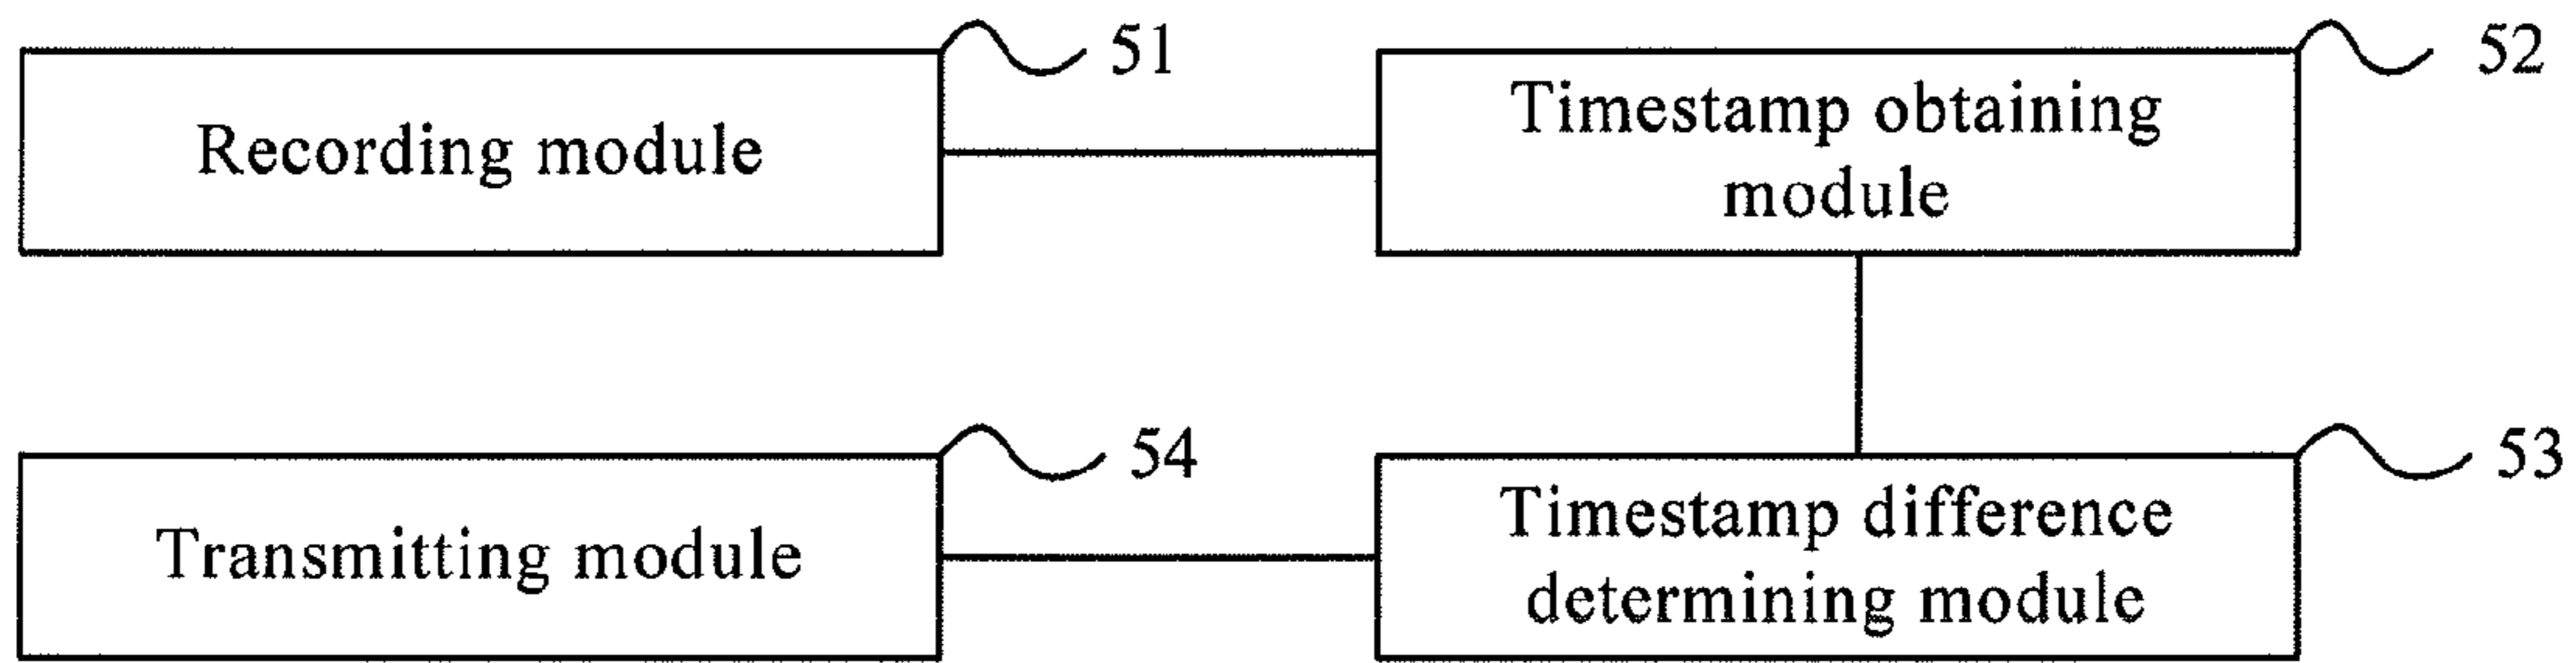 51
Recording module
52
Timestamp obtaining
module
54
Transmitting module
53
Timestamp difference
determining module